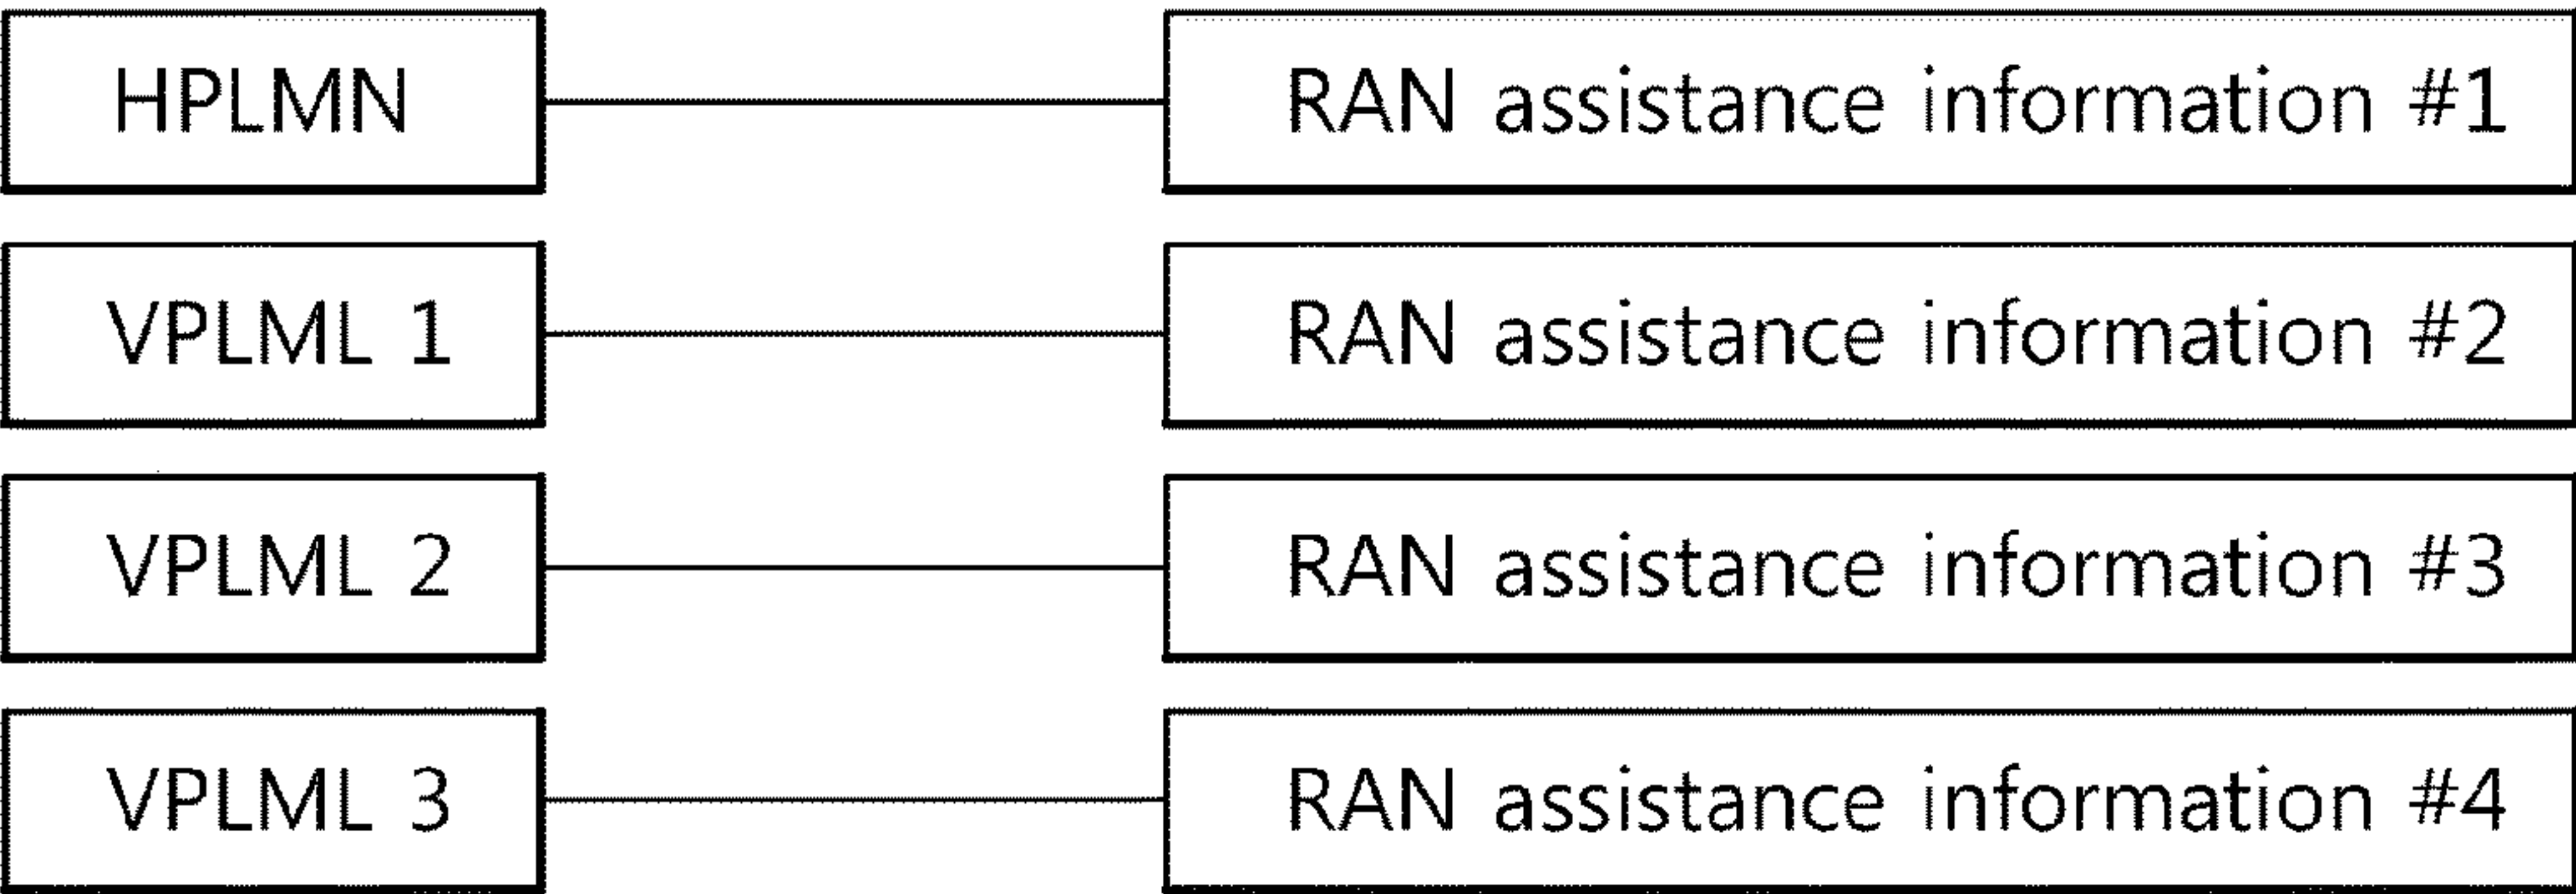 HPLMN RAN assistance information #1
VPLML 1 RAN assistance information #2
VPLML 2 RAN assistance information #3
VPLML 3 RAN assistance information #4